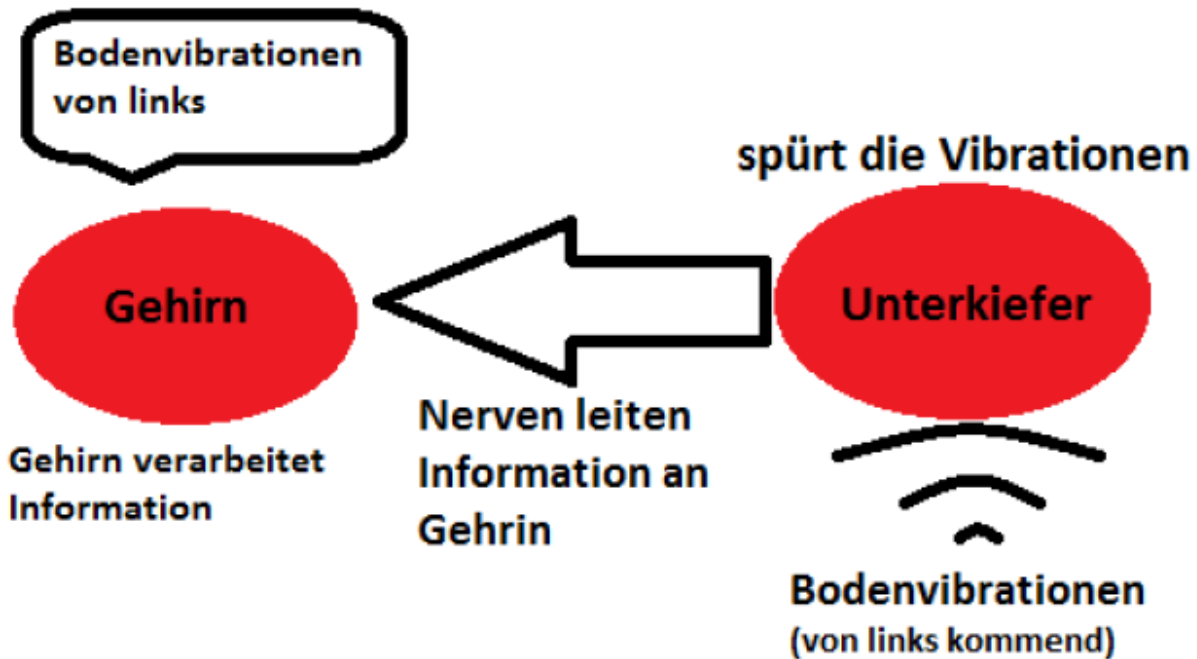 Bodenvibrationen
von links
spürt die Vibrationen
Gehirn
Unterkiefer
Nerven leiten
Information an
Gehrin
Gehirn verarbeitet
Information
Bodenvibrationen
(von links kommend)